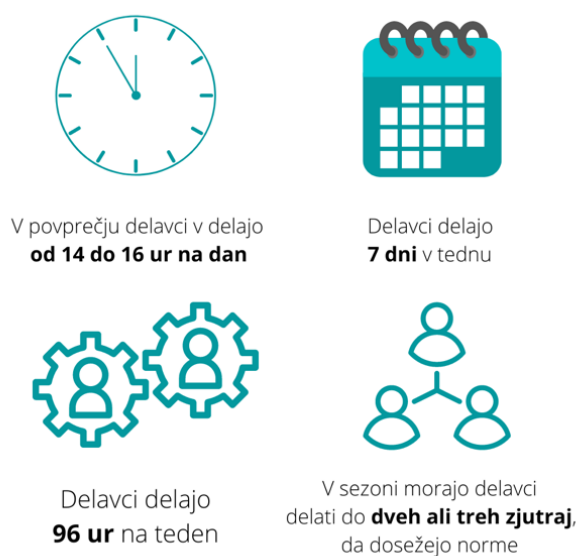 V povprečju delavci v delajo
od 14 do 16 ur na dan
Delavci delajo
7 dni v tednu
Delavci delajo
96 ur na teden
V sezoni morajo delavci
delati do dveh ali treh zjutraj,
da dosežejo norme